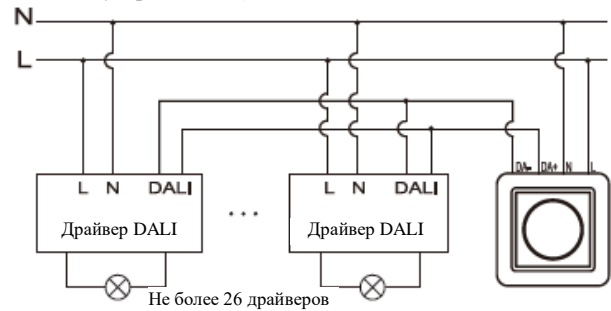 N
L
DA- DA+ N L
L N DALI L N DALI
Драйвер DALI ... Драйвер DALI
Не более 26 драйверов